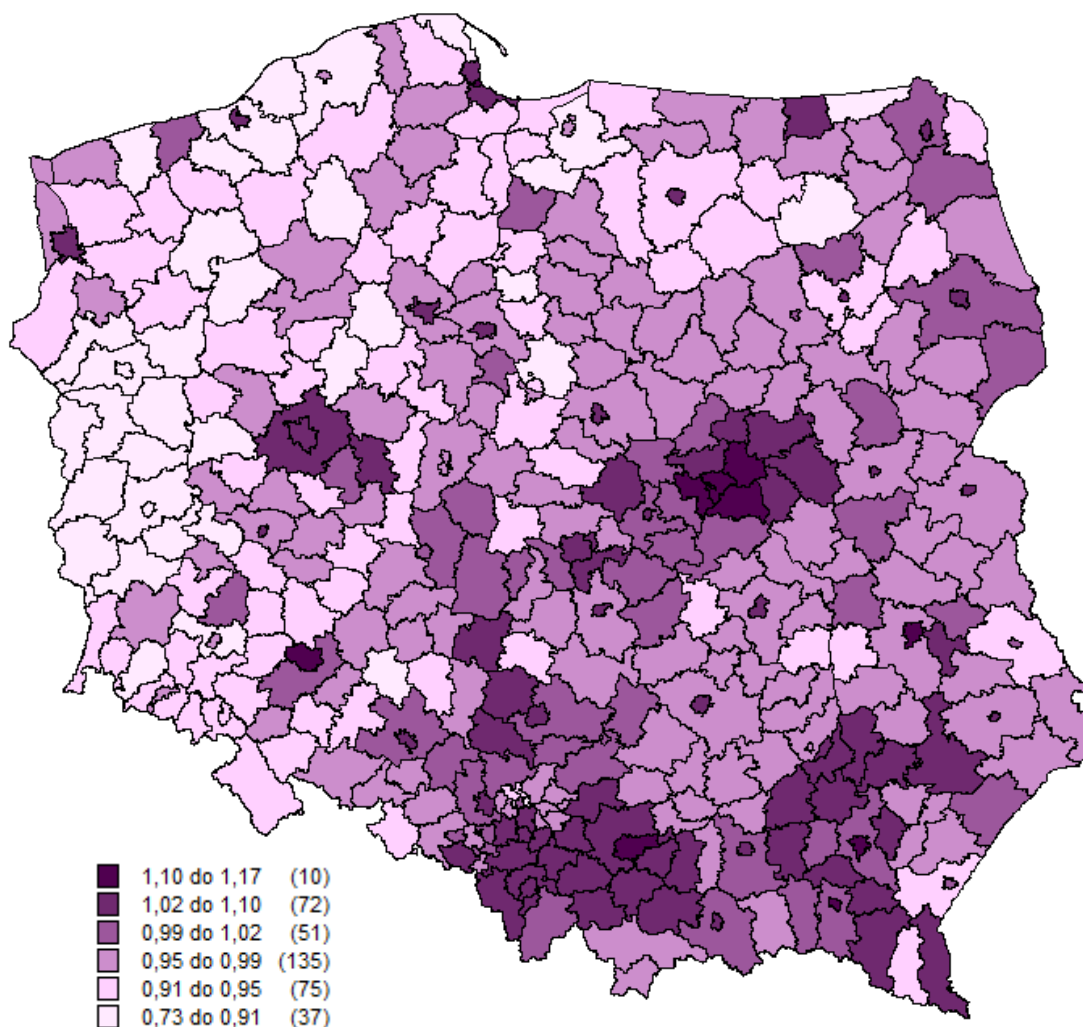 1,10 do 1,17 (10)
1,02 do 1,10 (72)
0,99 do 1,02 (51)
0,95 do 0,99 (135)
0,91 do 0,95 (75)
0,73 do 0,91 (37)